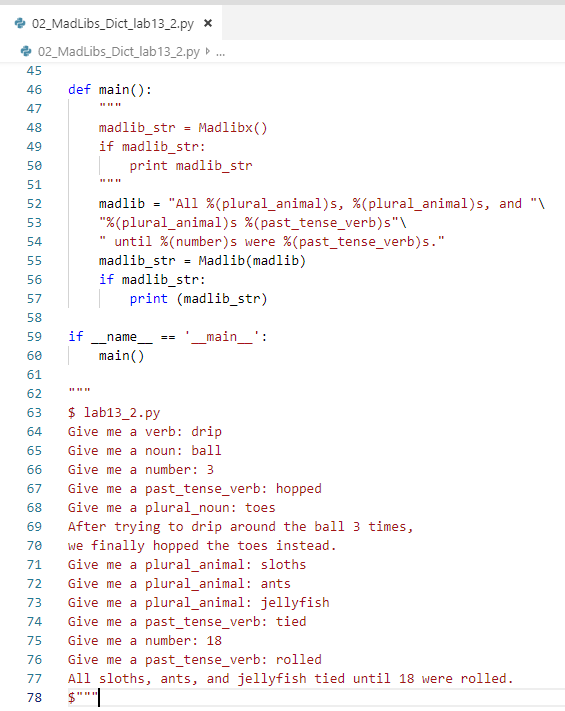 02_MadLibs_Dict_lab13_2.py ×
02_MadLibs_Dict_lab13_2.py › ...
45
46 def main():
47     """
48     madlib_str = Madlibx()
49     if madlib_str:
50         print madlib_str
51     """
52     madlib = "All %(plural_animal)s, %(plural_animal)s, and "\
53     "%(plural_animal)s %(past_tense_verb)s"\
54     " until %(number)s were %(past_tense_verb)s."
55     madlib_str = Madlib(madlib)
56     if madlib_str:
57         print (madlib_str)
58
59 if __name__ == '__main__':
60     main()
61
62 """
63 $ lab13_2.py
64 Give me a verb: drip
65 Give me a noun: ball
66 Give me a number: 3
67 Give me a past_tense_verb: hopped
68 Give me a plural_noun: toes
69 After trying to drip around the ball 3 times,
70 we finally hopped the toes instead.
71 Give me a plural_animal: sloths
72 Give me a plural_animal: ants
73 Give me a plural_animal: jellyfish
74 Give me a past_tense_verb: tied
75 Give me a number: 18
76 Give me a past_tense_verb: rolled
77 All sloths, ants, and jellyfish tied until 18 were rolled.
78 $"""